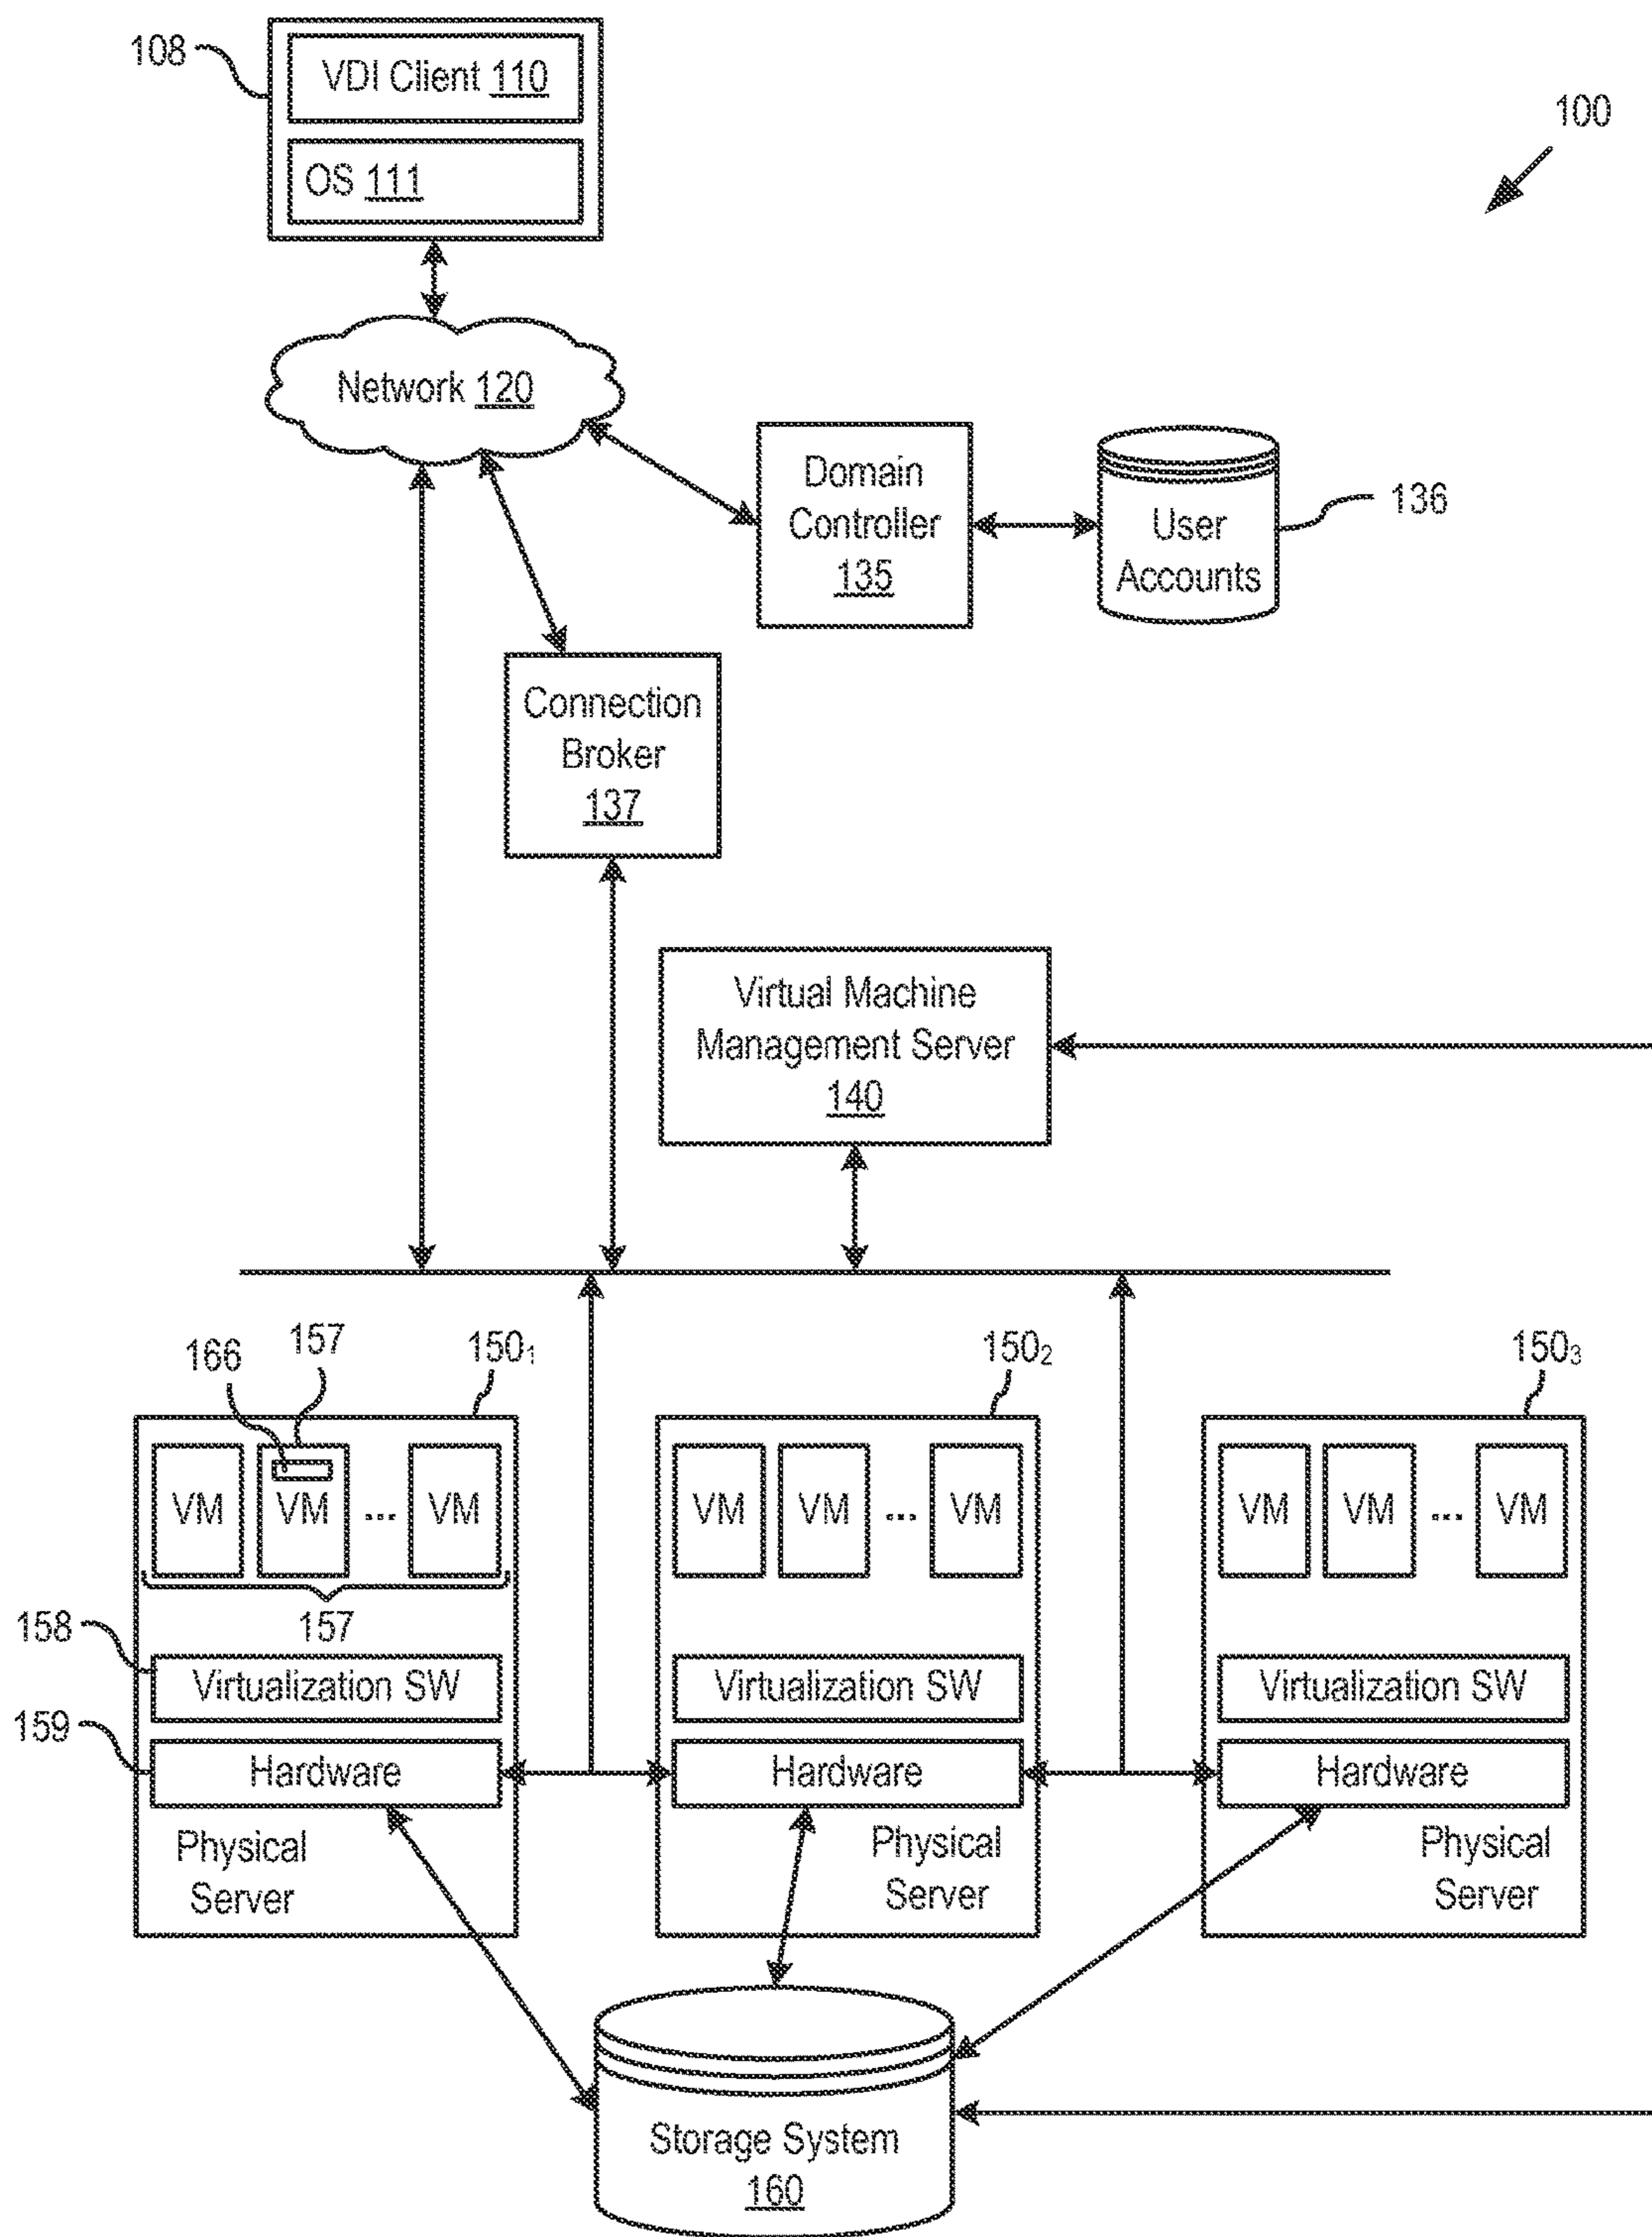 108
VDI Client 110
OS 111
100
Network 120
Domain
Controller
135
User
Accounts
136
Connection
Broker
137
Virtual Machine
Management Server
140
166
157
150₁
150₂
150₃
VM
VM
...
VM
VM
VM
...
VM
VM
VM
...
VM
157
158
Virtualization SW
Virtualization SW
Virtualization SW
159
Hardware
Hardware
Hardware
Physical
Server
Physical
Server
Physical
Server
Storage System
160